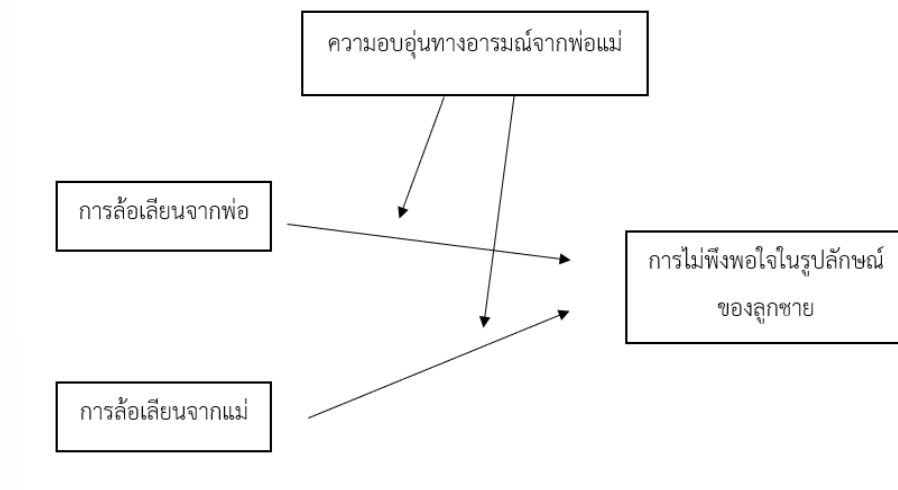 ความอบอุ่นทางอารมณ์จากพ่อแม่
การล้อเลียนจากพ่อ
การไม่พึงพอใจในรูปลักษณ์
ของลูกชาย
การล้อเลียนจากแม่